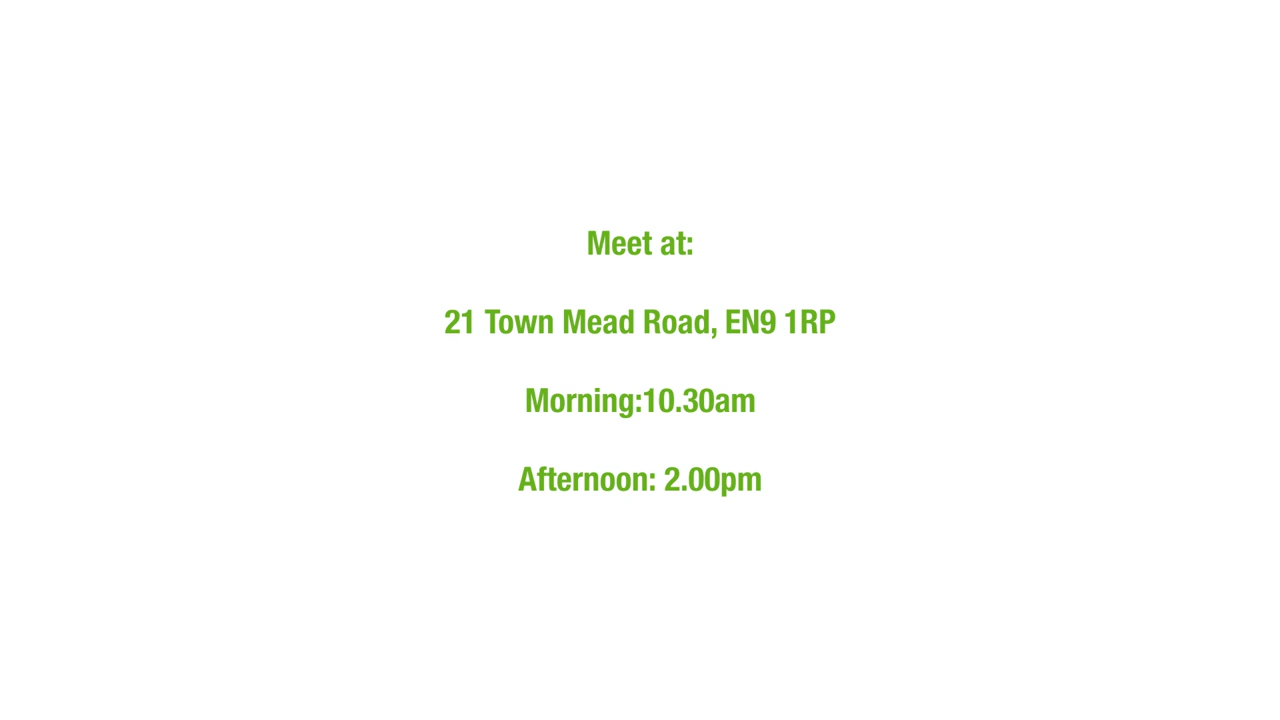 Meet at:
21 Town Mead Road, EN9 1RP
Morning:10.30am
Afternoon: 2.00pm